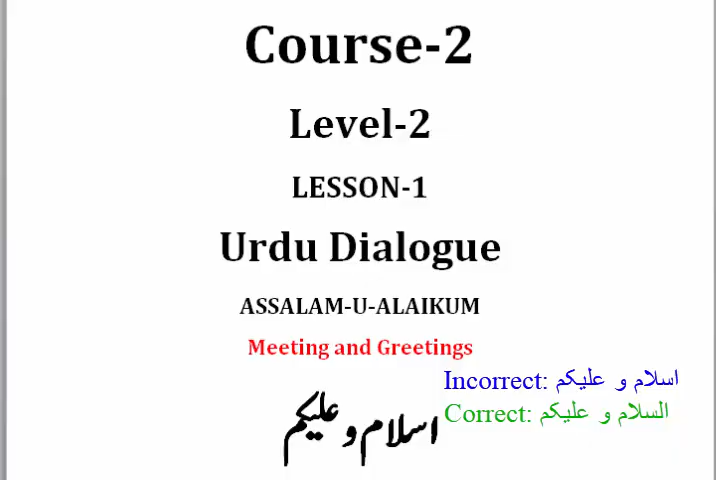 Course-2
Level-2
LESSON-1
Urdu Dialogue
ASSALAM-U-ALAIKUM
Meeting and Greetings
Incorrect: اسلام و علیکم
Correct: السلام و علیکم
اسلام و علیکم